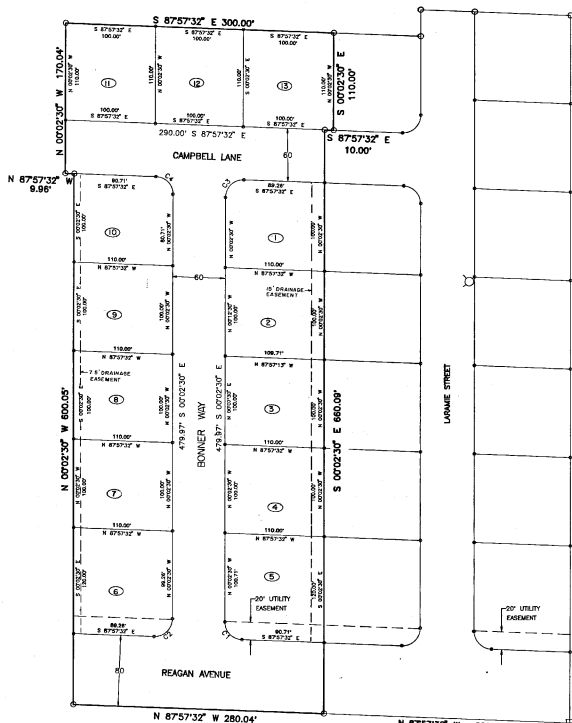 S 87°57'32" E 300.00'
100.00'
100.00'
100.00'
N 00°02'30" W 170.04'
N 00°02'30" W
110.00'
110.00'
110.00'
110.00'
S 00°02'30" E
110.00'
11
12
13
100.00'
S 87°57'32" E
100.00'
S 87°57'32" E
100.00'
S 87°57'32" E
290.00' S 87°57'32" E
S 87°57'32" E
10.00'
CAMPBELL LANE
60
N 87°57'32" W
9.96'
90.71'
S 87°57'32" E
89.28'
S 87°57'32" E
10
1
110.00'
N 87°57'32" W
60
110.00'
N 87°57'32" W
15' DRAINAGE
EASEMENT
9
2
110.00'
N 87°57'32" W
109.71'
N 87°57'13" W
7.5' DRAINAGE
EASEMENT
8
3
N 00°02'30" W 600.05'
479.97' S 00°02'30" E
BONNER WAY
479.97' S 00°02'30" E
S 00°02'30" E 660.09'
LARAMIE STREET
110.00'
N 87°57'32" W
110.00'
N 87°57'32" W
7
4
110.00'
N 87°57'32" W
110.00'
N 87°57'32" W
6
5
20' UTILITY
EASEMENT
20' UTILITY
EASEMENT
89.28'
S 87°57'32" E
90.71'
S 87°57'32" E
80
REAGAN AVENUE
N 87°57'32" W 280.04'